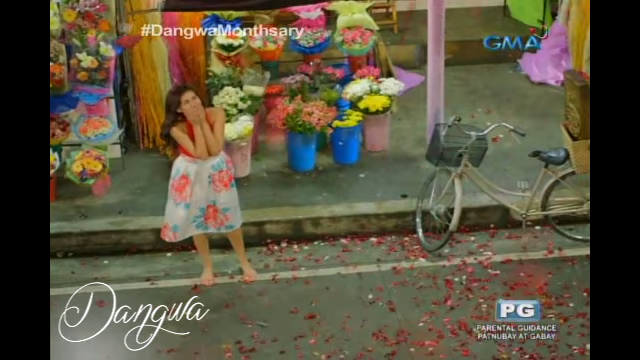 #DangwaMonthsary
GMA
Dangwa
PG
PARENTAL GUIDANCE
PATNUBAY AT GABAY